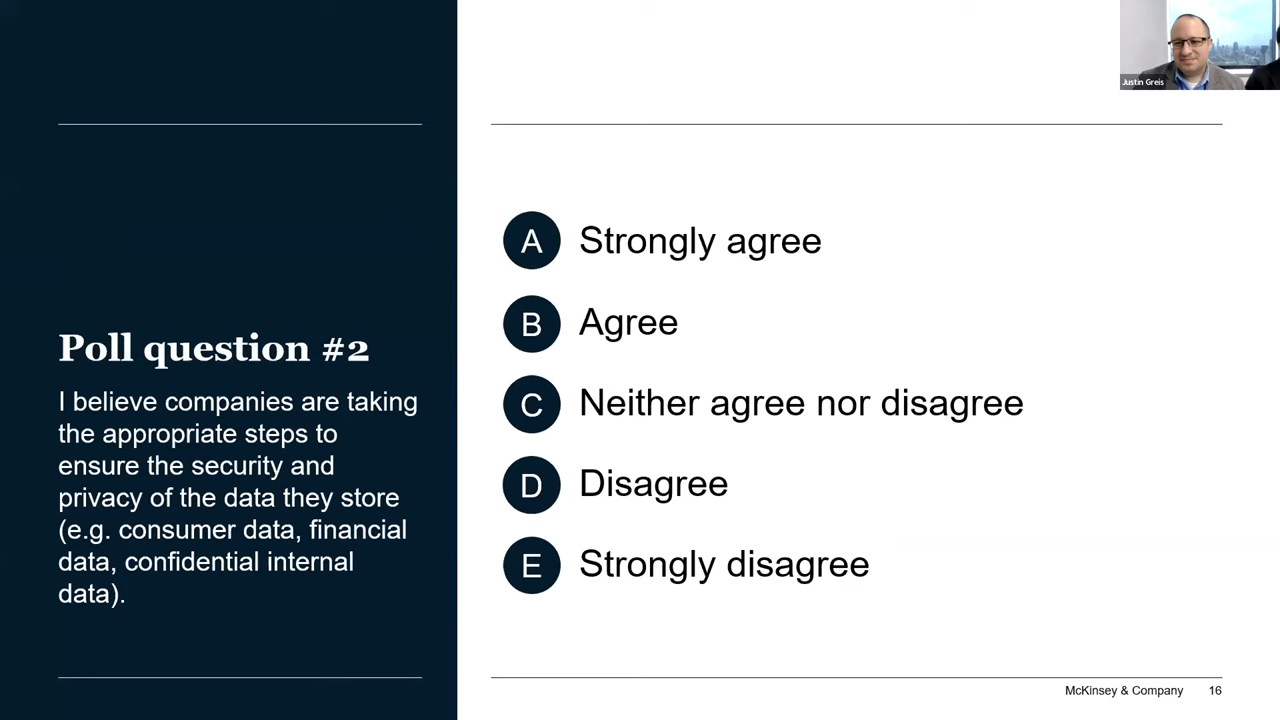 Justin Greis
Poll question #2
I believe companies are taking
the appropriate steps to
ensure the security and
privacy of the data they store
(e.g. consumer data, financial
data, confidential internal
data).
A Strongly agree
B Agree
C Neither agree nor disagree
D Disagree
E Strongly disagree
McKinsey & Company 16